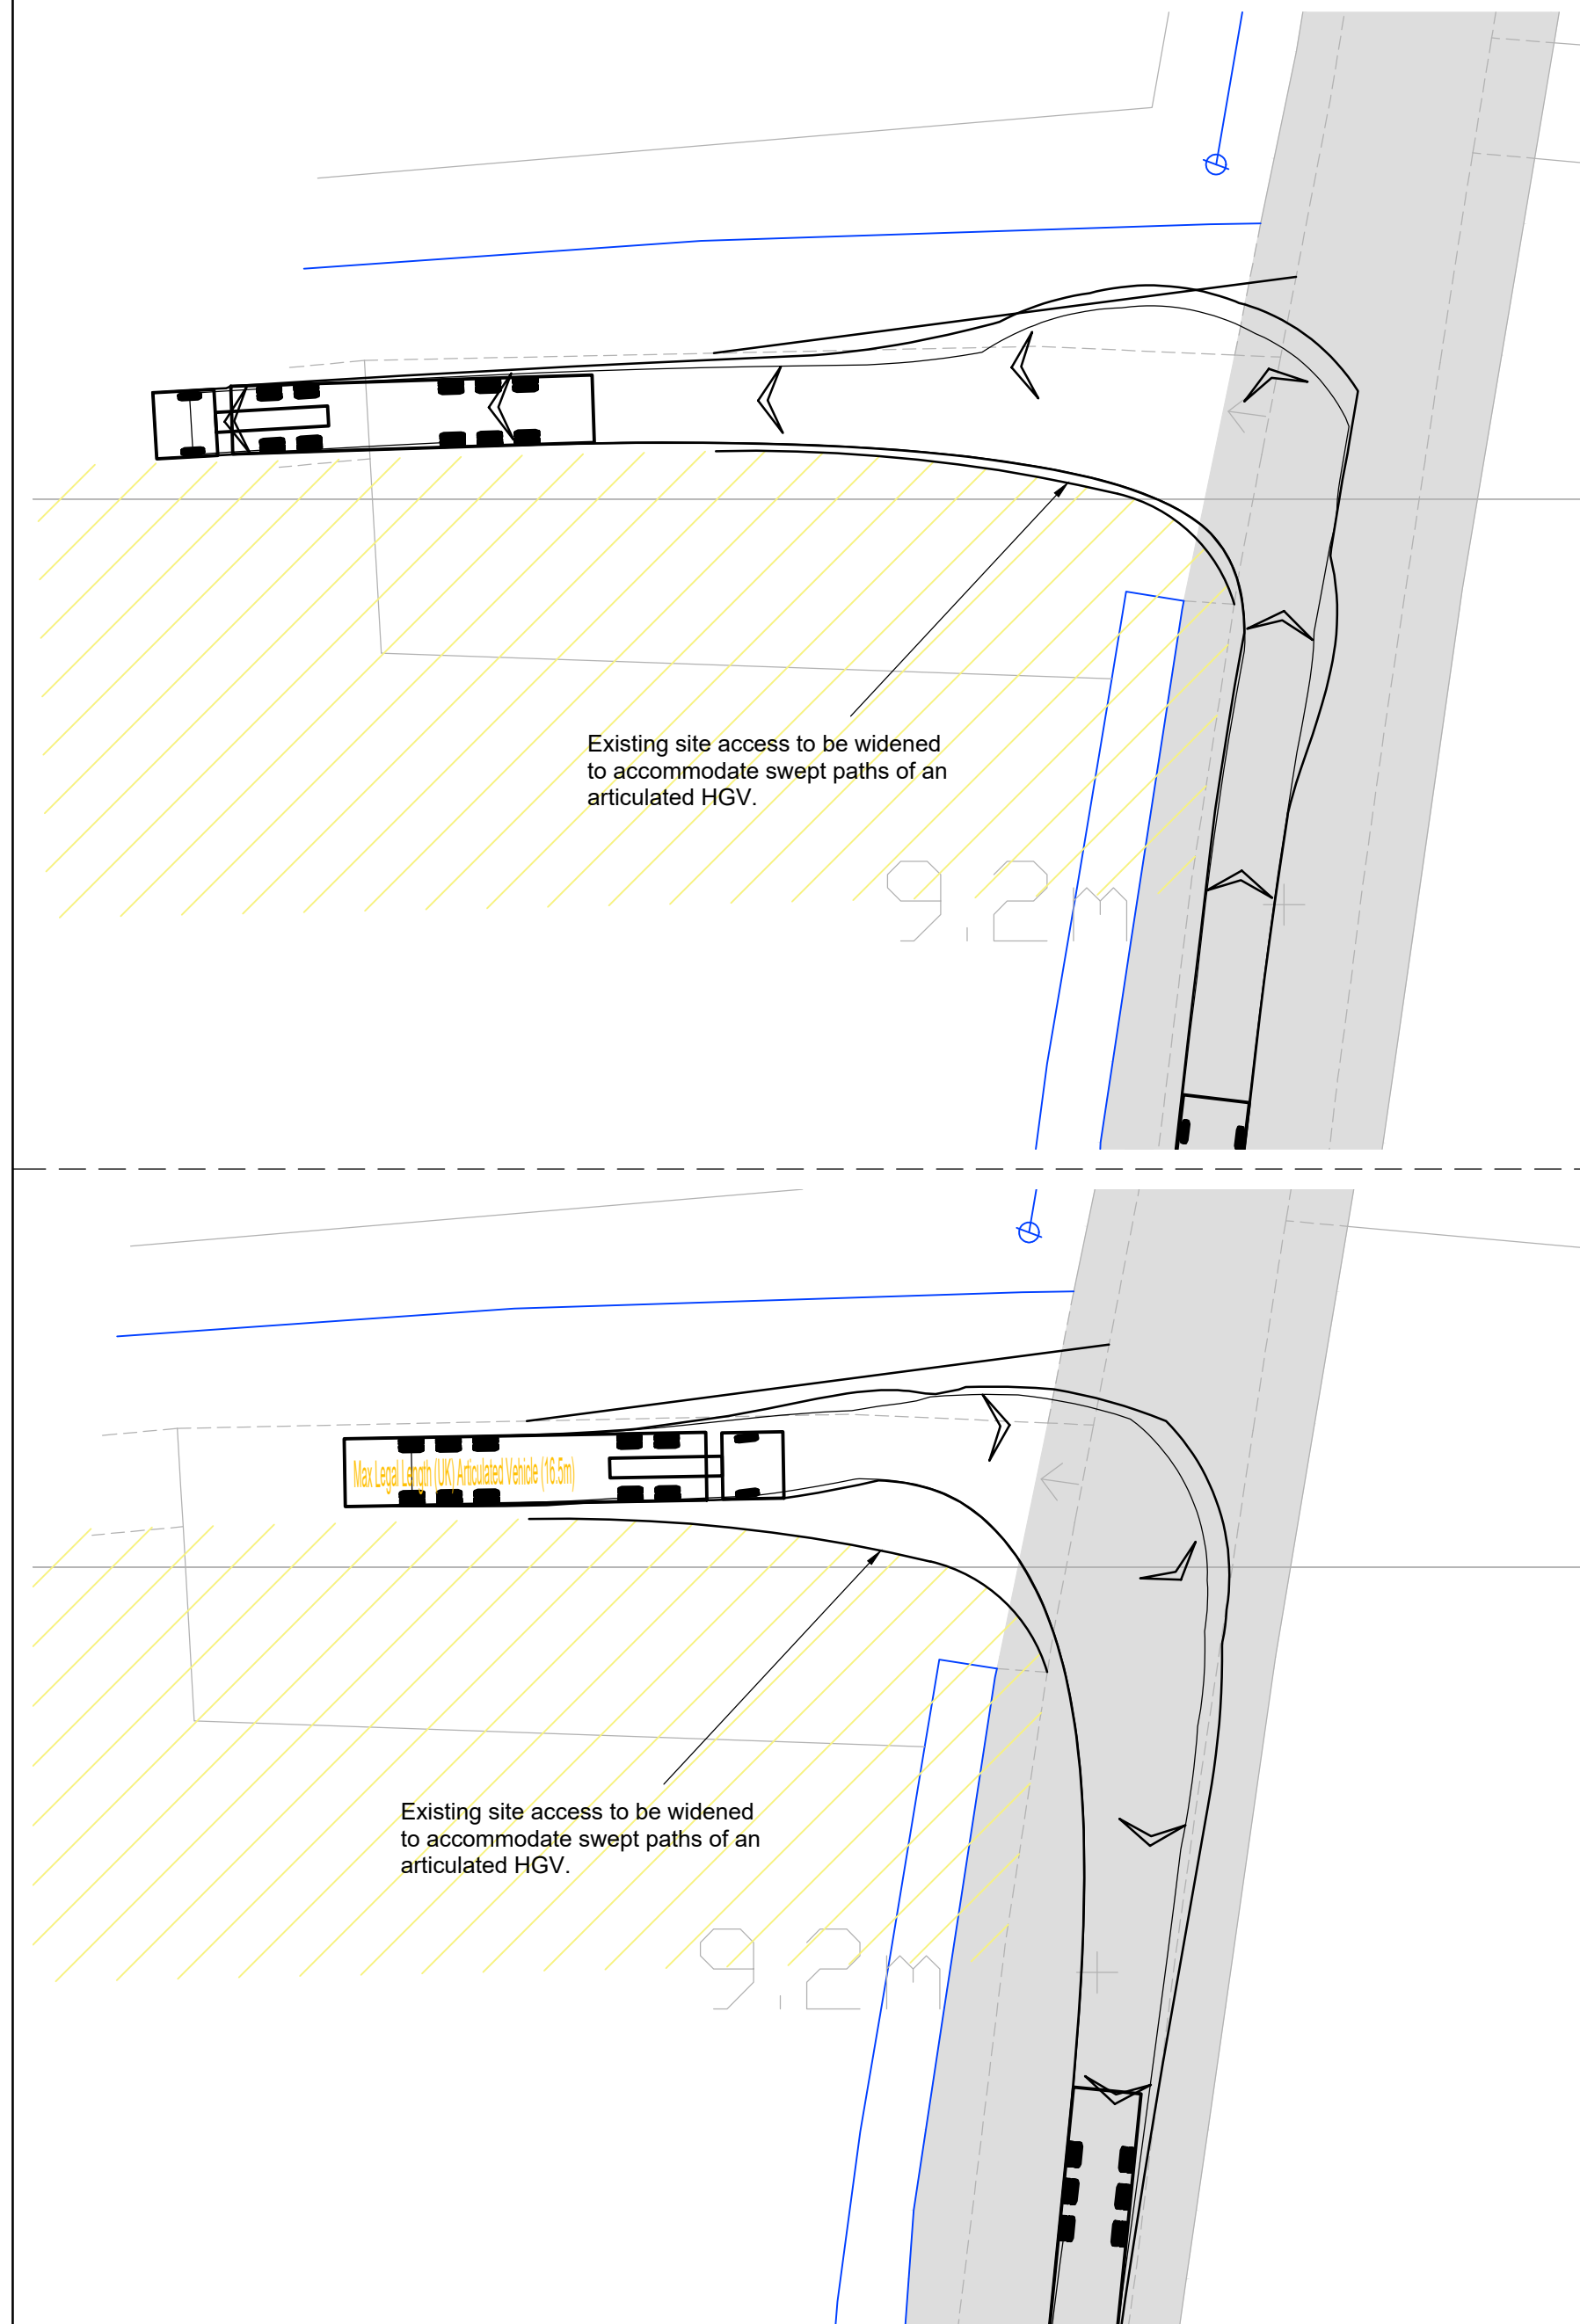 Existing site access to be widened
to accommodate swept paths of an
articulated HGV.
9.2m
Max Legal Length (UK) Articulated Vehicle (16.5m)
Existing site access to be widened
to accommodate swept paths of an
articulated HGV.
9.2m